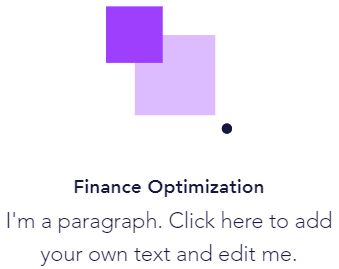 Finance Optimization
I'm a paragraph. Click here to add
your own text and edit me.